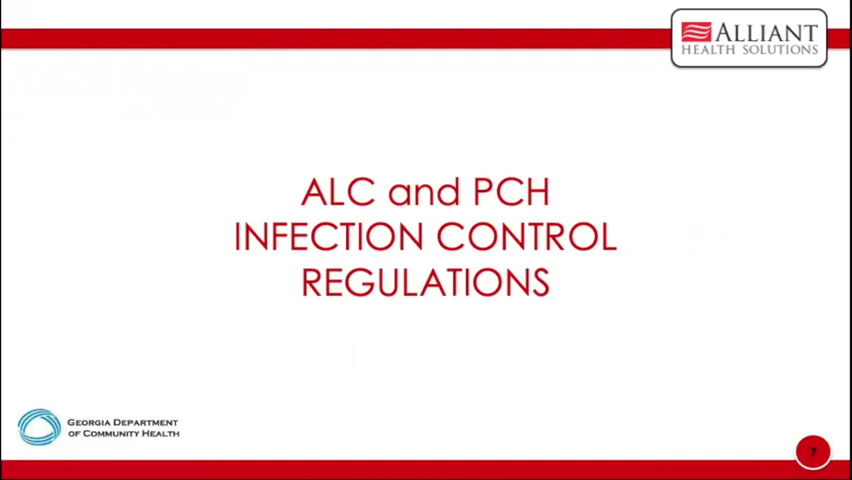 ALLIANT
HEALTH SOLUTIONS
ALC and PCH
INFECTION CONTROL
REGULATIONS
GEORGIA DEPARTMENT
OF COMMUNITY HEALTH
7